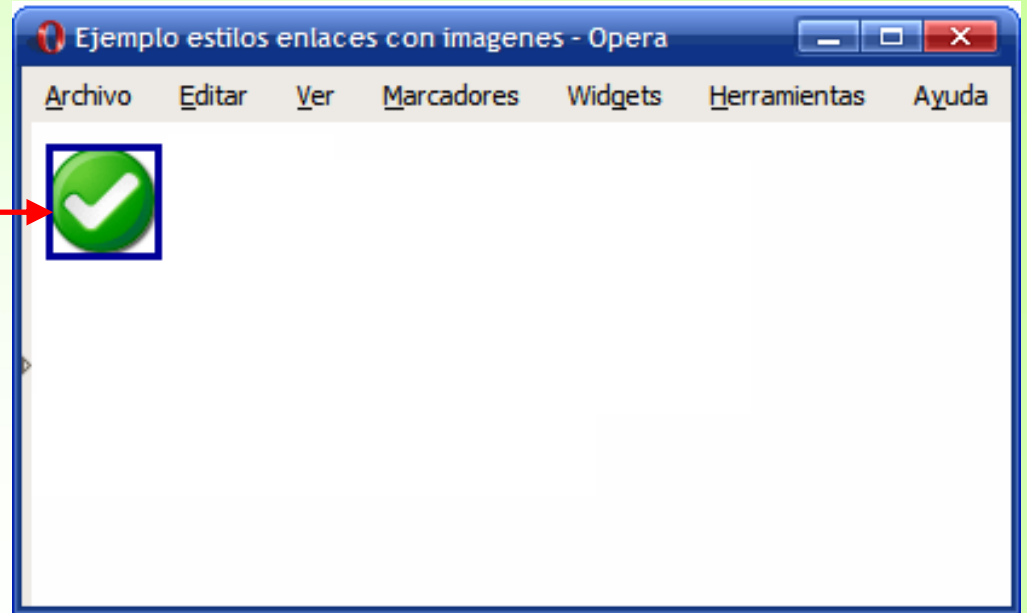 Ejemplo estilos enlaces con imagenes - Opera
Archivo Editar Ver Marcadores Widgets Herramientas Ayuda